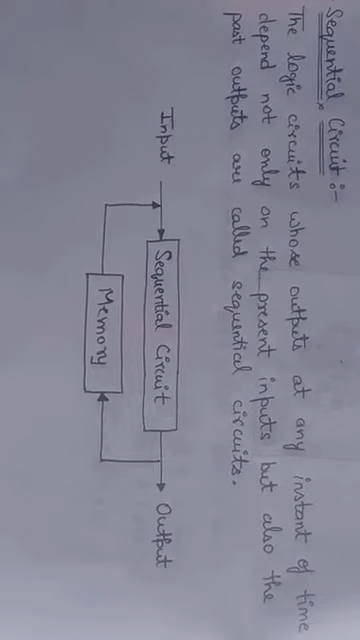 Sequential Circuit :-
The logic circuits whose outputs at any instant of time
depend not only on the present inputs but also the
past outputs are called sequential circuits.
Input
Sequential Circuit
Output
Memory